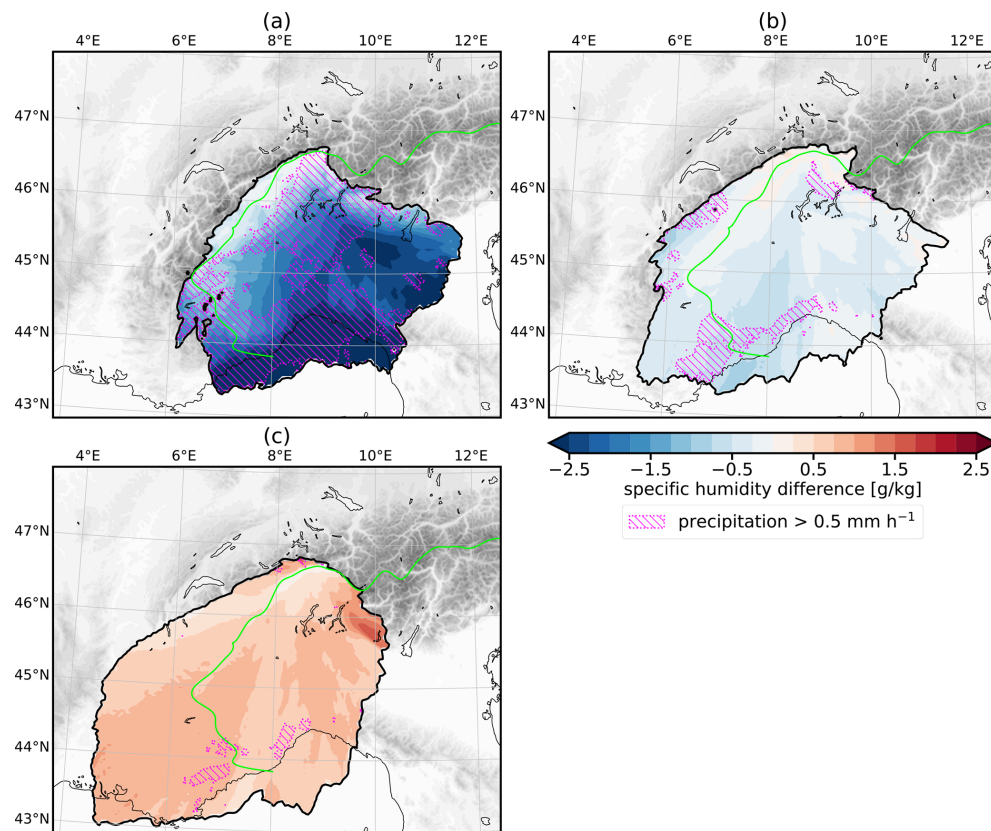 (a)
4°E 6°E 8°E 10°E 12°E
47°N
46°N
45°N
44°N
43°N
(b)
4°E 6°E 8°E 10°E 12°E
47°N
46°N
45°N
44°N
43°N
−2.5 −1.5 −0.5 0.5 1.5 2.5
specific humidity difference [g/kg]
precipitation > 0.5 mm h⁻¹
(c)
4°E 6°E 8°E 10°E 12°E
47°N
46°N
45°N
44°N
43°N